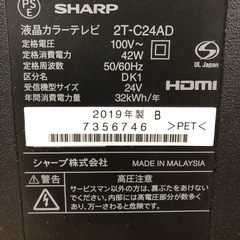 PS
E
SHARP
液晶カラーテレビ 2T-C24AD
定格電圧 100V～
定格消費電力 42W
定格周波数 50/60Hz
区分名 DK1
受信機型サイズ 24V
年間消費電力量 32kWh/年
UL Japan
HDMI
2019年製 B
7356746
>PET<
シャープ株式会社 MADE IN MALAYSIA
高圧注意
サービスマン以外の方は、裏ぶたをあけないで
ください。内部には高電圧部分が数多く
あり、万一さわると危険です。